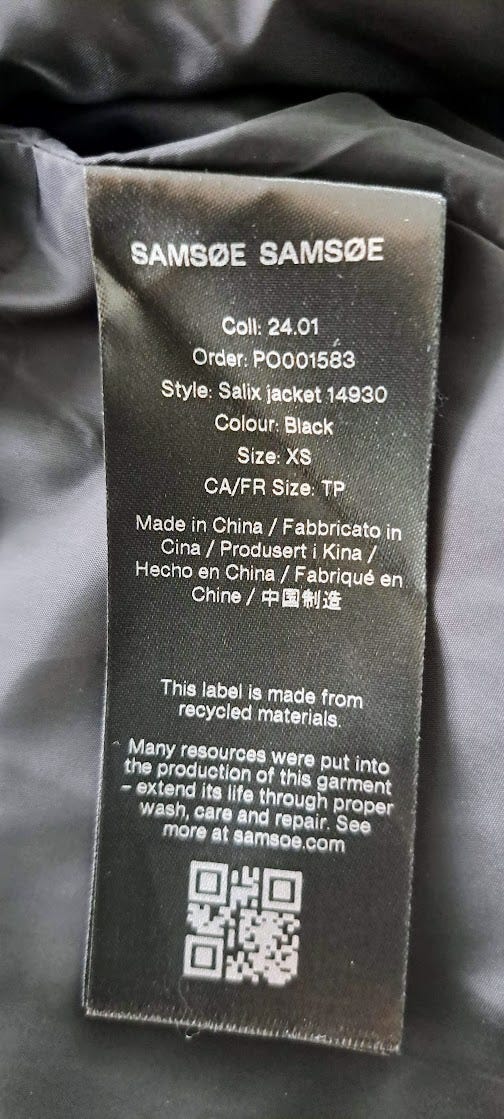 SAMSØE SAMSØE
Coll: 24.01
Order: PO001583
Style: Salix jacket 14930
Colour: Black
Size: XS
CA/FR Size: TP
Made in China / Fabbricato in
Cina / Produsert i Kina /
Hecho en China / Fabriqué en
Chine / 中国制造
This label is made from
recycled materials.
Many resources were put into
the production of this garment
– extend its life through proper
wash, care and repair. See
more at samsoe.com